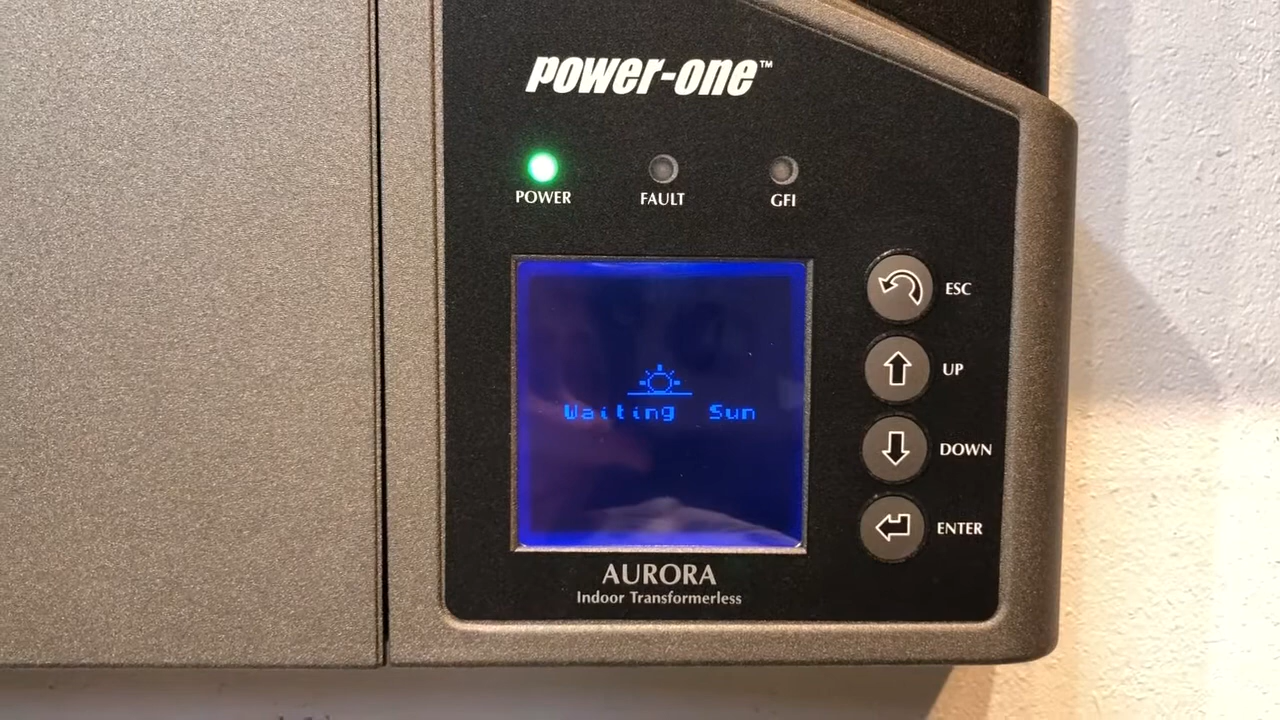 power-one™
POWER
FAULT
GFI
ESC
UP
Waiting Sun
DOWN
ENTER
AURORA
Indoor Transformerless